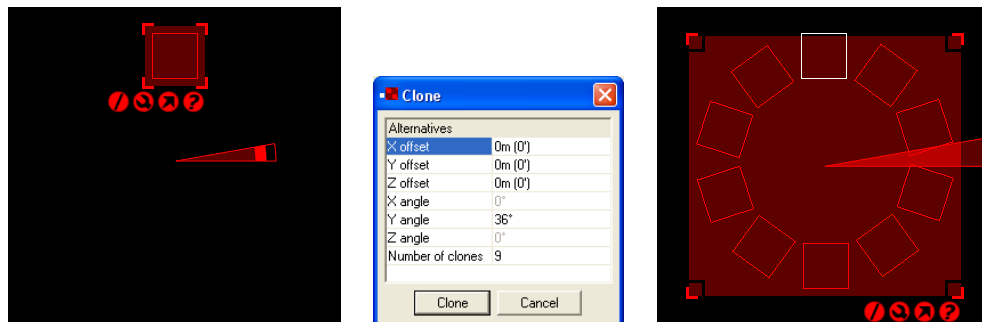 Clone
Alternatives
X offset 0m (0')
Y offset 0m (0')
Z offset 0m (0')
X angle 0°
Y angle 36°
Z angle 0°
Number of clones 9
Clone Cancel
? 
?